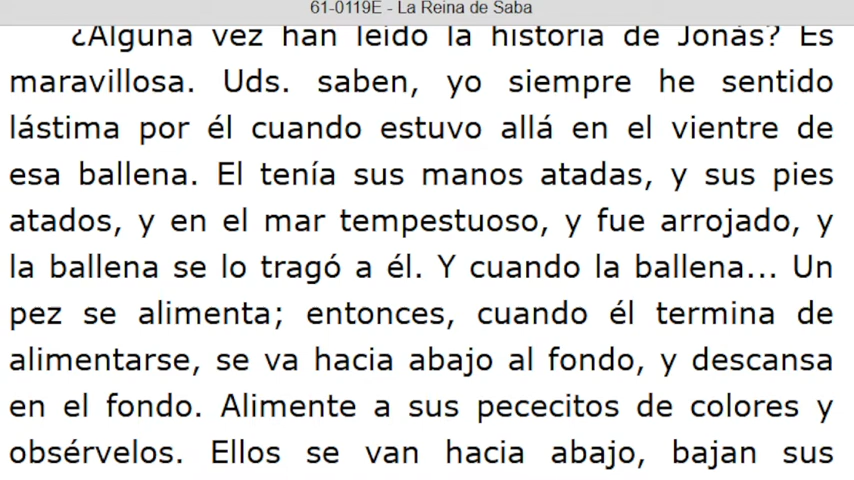 61-0119E - La Reina de Saba
¿Alguna vez han leído la historia de Jonás? Es
maravillosa. Uds. saben, yo siempre he sentido
lástima por él cuando estuvo allá en el vientre de
esa ballena. El tenía sus manos atadas, y sus pies
atados, y en el mar tempestuoso, y fue arrojado, y
la ballena se lo tragó a él. Y cuando la ballena... Un
pez se alimenta; entonces, cuando él termina de
alimentarse, se va hacia abajo al fondo, y descansa
en el fondo. Alimente a sus pececitos de colores y
obsérvelos. Ellos se van hacia abajo, bajan sus